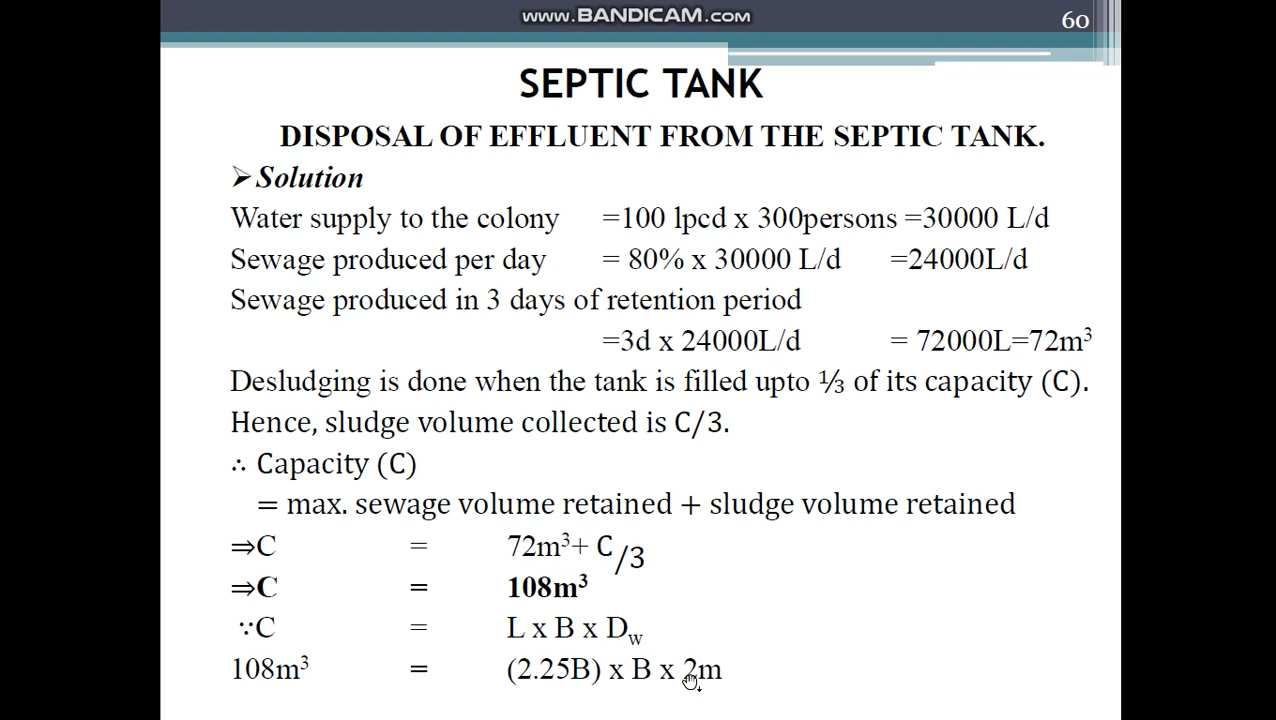 www.BANDICAM.com
60
SEPTIC TANK
DISPOSAL OF EFFLUENT FROM THE SEPTIC TANK.
➢Solution
Water supply to the colony =100 lpcd x 300persons =30000 L/d
Sewage produced per day = 80% x 30000 L/d =24000L/d
Sewage produced in 3 days of retention period
=3d x 24000L/d = 72000L=72m³
Desludging is done when the tank is filled upto ⅓ of its capacity (C).
Hence, sludge volume collected is C/3.
∴ Capacity (C)
= max. sewage volume retained + sludge volume retained
⇒C = 72m³+ C/3
⇒C = 108m³
∵C = L x B x Dw
108m³ = (2.25B) x B x 2m